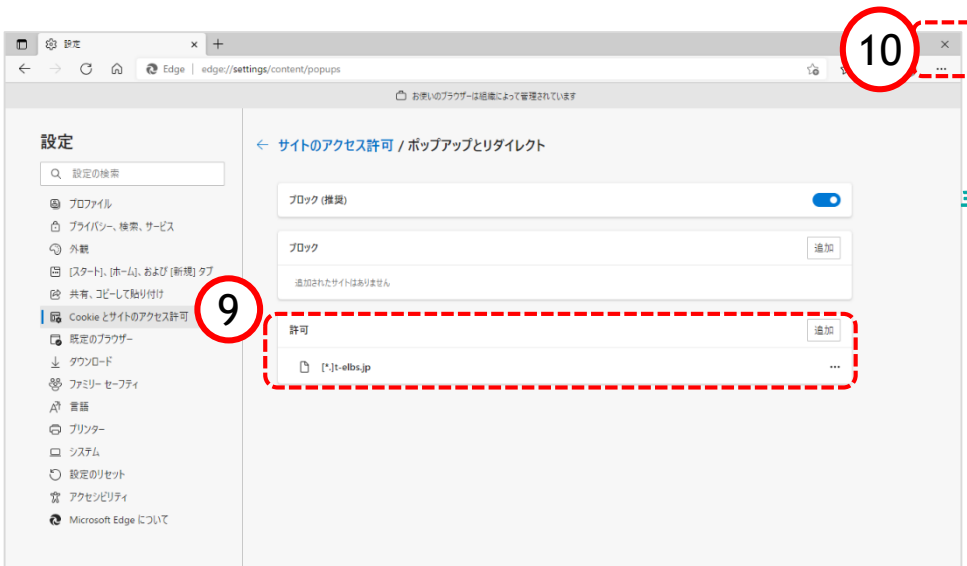 10
設定
Edge | edge://settings/content/popups
お使いのブラウザーは組織によって管理されています
設定
設定の検索
プロファイル
プライバシー、検索、サービス
外観
[スタート]、[ホーム]、および [新規] タブ
共有、コピーして貼り付け
Cookie とサイトのアクセス許可
既定のブラウザー
ダウンロード
ファミリー セーフティ
言語
プリンター
システム
設定のリセット
アクセシビリティ
Microsoft Edge について
サイトのアクセス許可 / ポップアップとリダイレクト
ブロック (推奨)
ブロック
追加
追加されたサイトはありません
9
許可
追加
[*.]t-elbs.jp